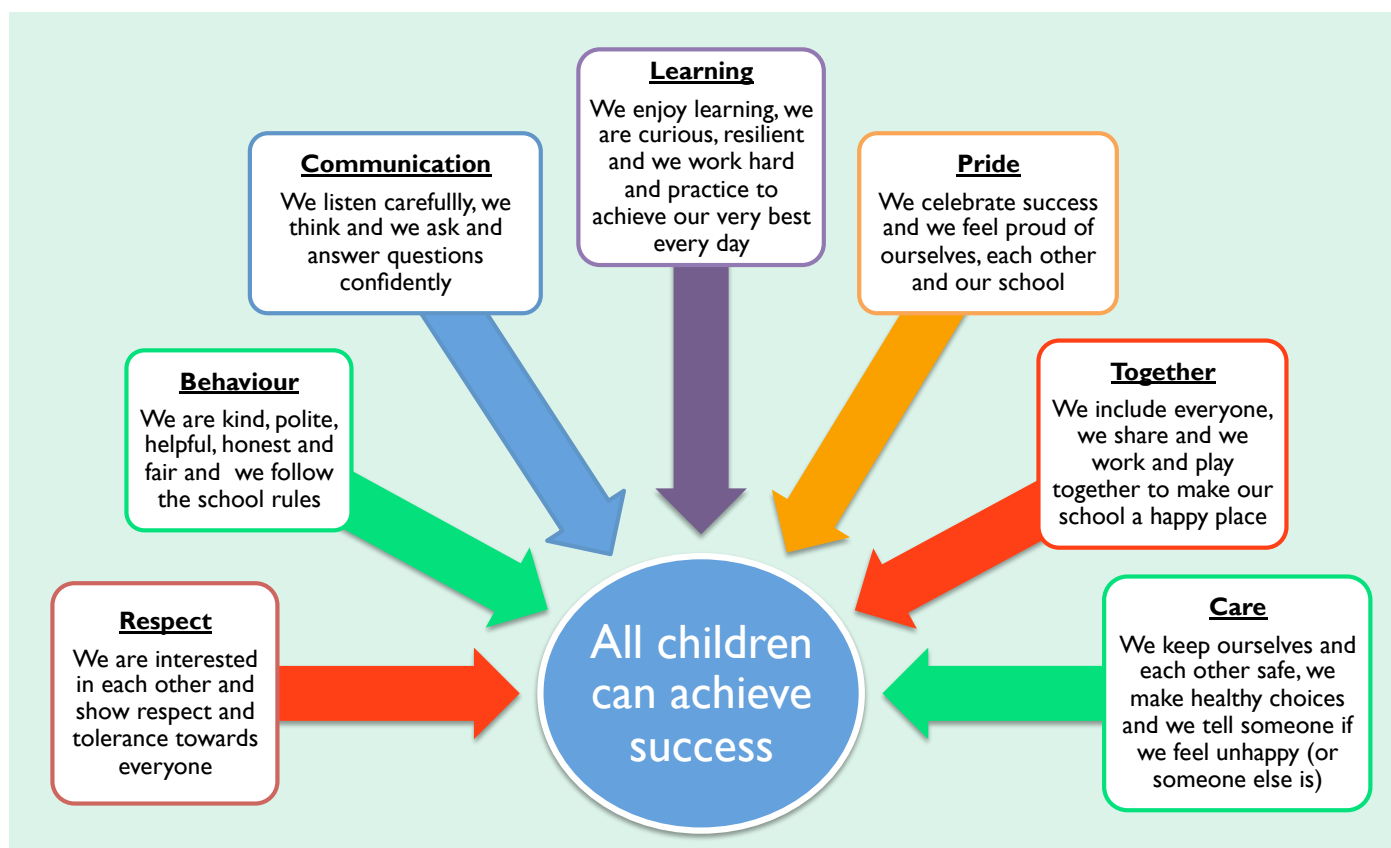 Learning
We enjoy learning, we
are curious, resilient
and we work hard
and practice to
achieve our very best
every day
Communication
We listen carefullly, we
think and we ask and
answer questions
confidently
Pride
We celebrate success
and we feel proud of
ourselves, each other
and our school
Behaviour
We are kind, polite,
helpful, honest and
fair and  we follow
the school rules
Together
We include everyone,
we share and we
work and play
together to make our
school a happy place
Respect
We are interested
in each other and
show respect and
tolerance towards
everyone
All children
can achieve
success
Care
We keep ourselves and
each other safe, we
make healthy choices
and we tell someone if
we feel unhappy (or
someone else is)